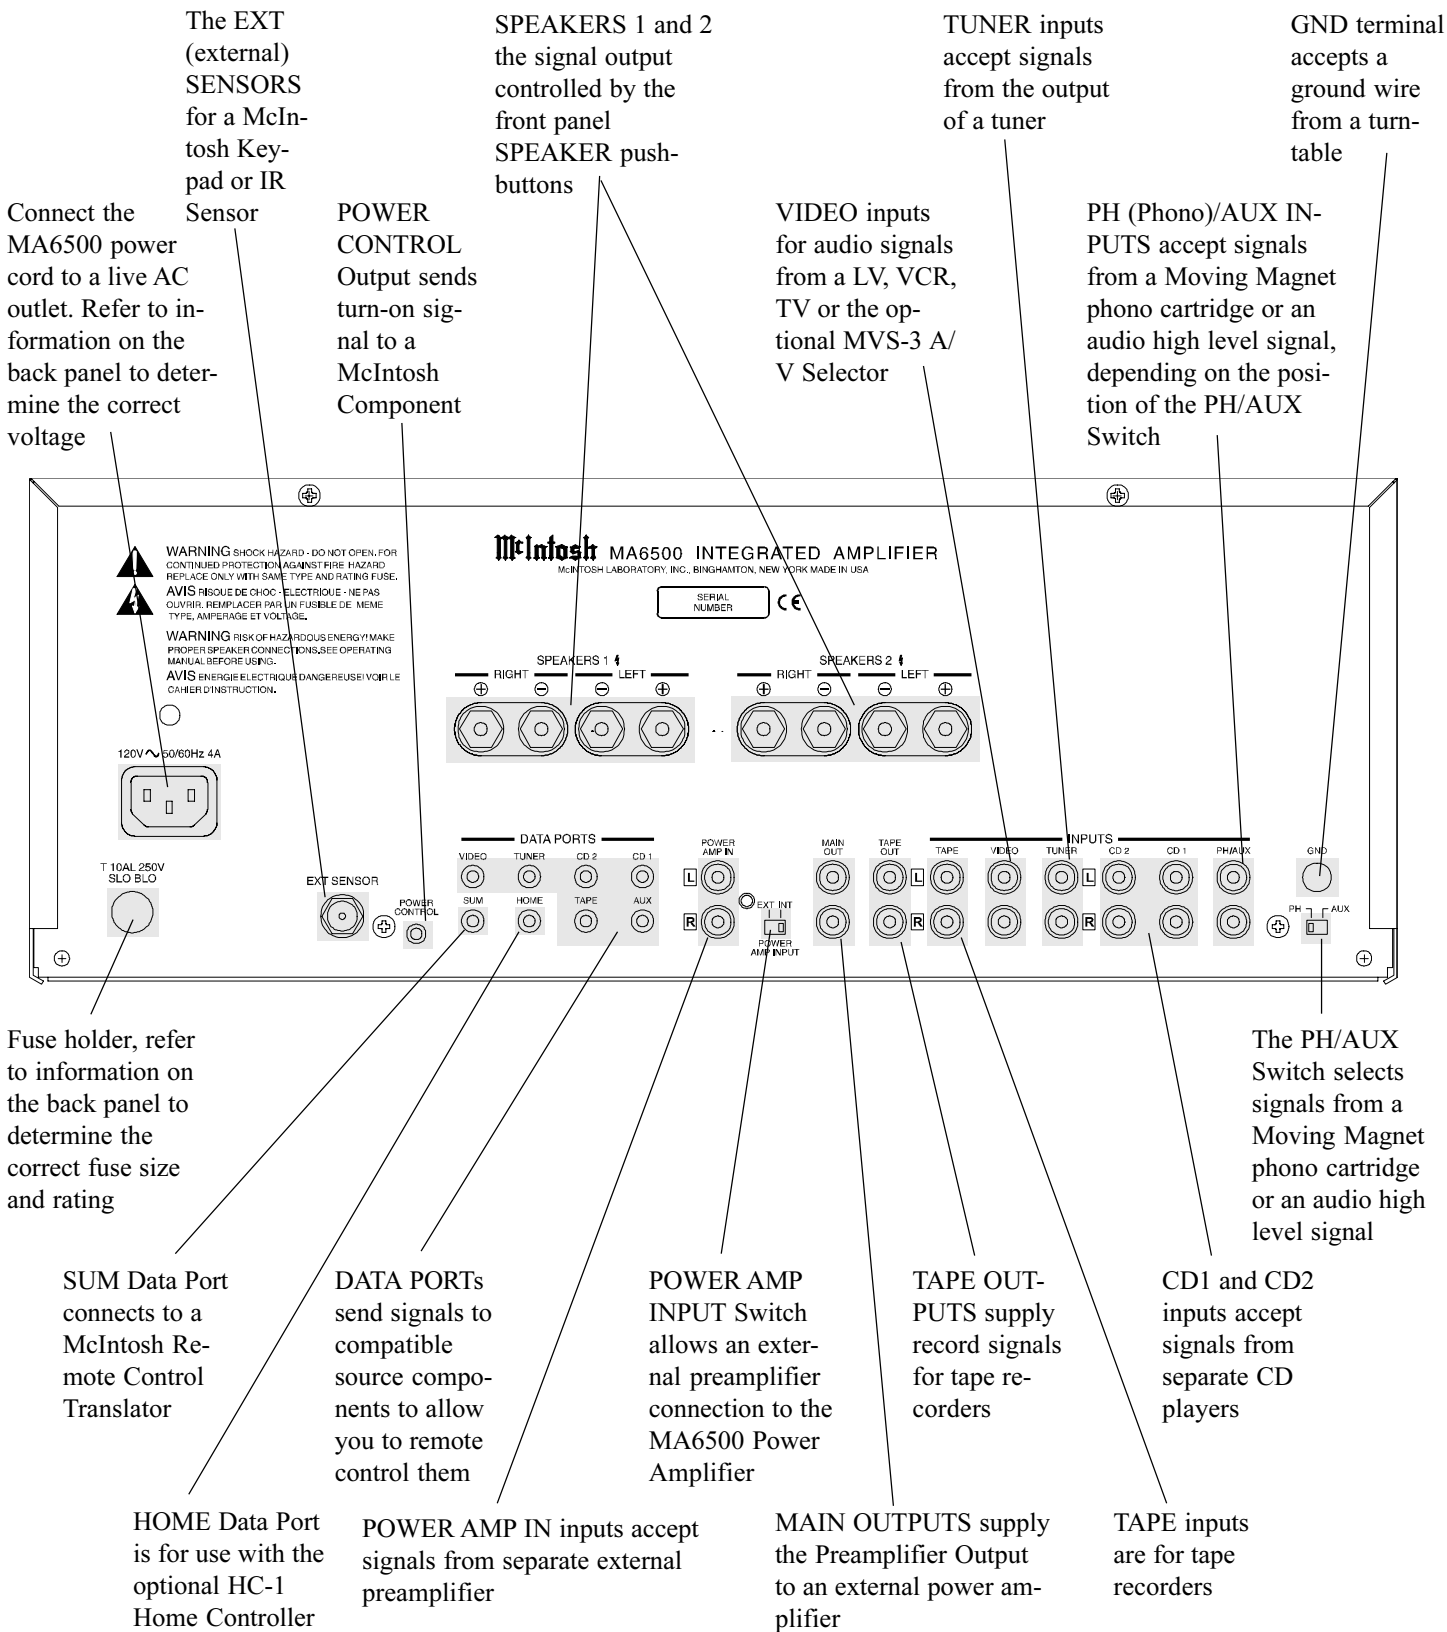 The EXT
(external)
SENSORS
for a McIn-
tosh Key-
pad or IR
Sensor
SPEAKERS 1 and 2
the signal output
controlled by the
front panel
SPEAKER push-
buttons
TUNER inputs
accept signals
from the output
of a tuner
GND terminal
accepts a
ground wire
from a turn-
table
Connect the
MA6500 power
cord to a live AC
outlet. Refer to in-
formation on the
back panel to deter-
mine the correct
voltage
POWER
CONTROL
Output sends
turn-on sig-
nal to a
McIntosh
Component
VIDEO inputs
for audio signals
from a LV, VCR,
TV or the op-
tional MVS-3 A/
V Selector
PH (Phono)/AUX IN-
PUTS accept signals
from a Moving Magnet
phono cartridge or an
audio high level signal,
depending on the posi-
tion of the PH/AUX
Switch
WARNING SHOCK HAZARD - DO NOT OPEN. FOR
CONTINUED PROTECTION AGAINST FIRE HAZARD
REPLACE ONLY WITH SAME TYPE AND RATING FUSE.
AVIS RISQUE DE CHOC - ELECTRIQUE - NE PAS
OUVRIR. REMPLACER PAR UN FUSIBLE DE MEME
TYPE, AMPERAGE ET VOLTAGE.
WARNING RISK OF HAZARDOUS ENERGY! MAKE
PROPER SPEAKER CONNECTIONS. SEE OPERATING
MANUAL BEFORE USING.
AVIS ENERGIE ELECTRIQUE DANGEREUSE! VOIR LE
CAHIER D'INSTRUCTION.
McIntosh MA6500 INTEGRATED AMPLIFIER
McINTOSH LABORATORY, INC., BINGHAMTON, NEW YORK MADE IN USA
SERIAL
NUMBER
CE
SPEAKERS 1
RIGHT LEFT
+ − − +
SPEAKERS 2
RIGHT LEFT
+ − − +
120V ~ 50/60Hz 4A
T 10AL 250V
SLO BLO
EXT SENSOR
POWER
CONTROL
DATA PORTS
VIDEO TUNER CD 2 CD 1
SUM HOME TAPE AUX
POWER
AMP IN
L
R
EXT INT
POWER
AMP INPUT
MAIN
OUT
TAPE
OUT
L
R
INPUTS
TAPE VIDEO TUNER CD 2 CD 1 PH/AUX
L
R
GND
PH AUX
Fuse holder, refer
to information on
the back panel to
determine the
correct fuse size
and rating
The PH/AUX
Switch selects
signals from a
Moving Magnet
phono cartridge
or an audio high
level signal
SUM Data Port
connects to a
McIntosh Re-
mote Control
Translator
DATA PORTs
send signals to
compatible
source compo-
nents to allow
you to remote
control them
POWER AMP
INPUT Switch
allows an exter-
nal preamplifier
connection to the
MA6500 Power
Amplifier
TAPE OUT-
PUTS supply
record signals
for tape re-
corders
CD1 and CD2
inputs accept
signals from
separate CD
players
HOME Data Port
is for use with the
optional HC-1
Home Controller
POWER AMP IN inputs accept
signals from separate external
preamplifier
MAIN OUTPUTS supply
the Preamplifier Output
to an external power am-
plifier
TAPE inputs
are for tape
recorders